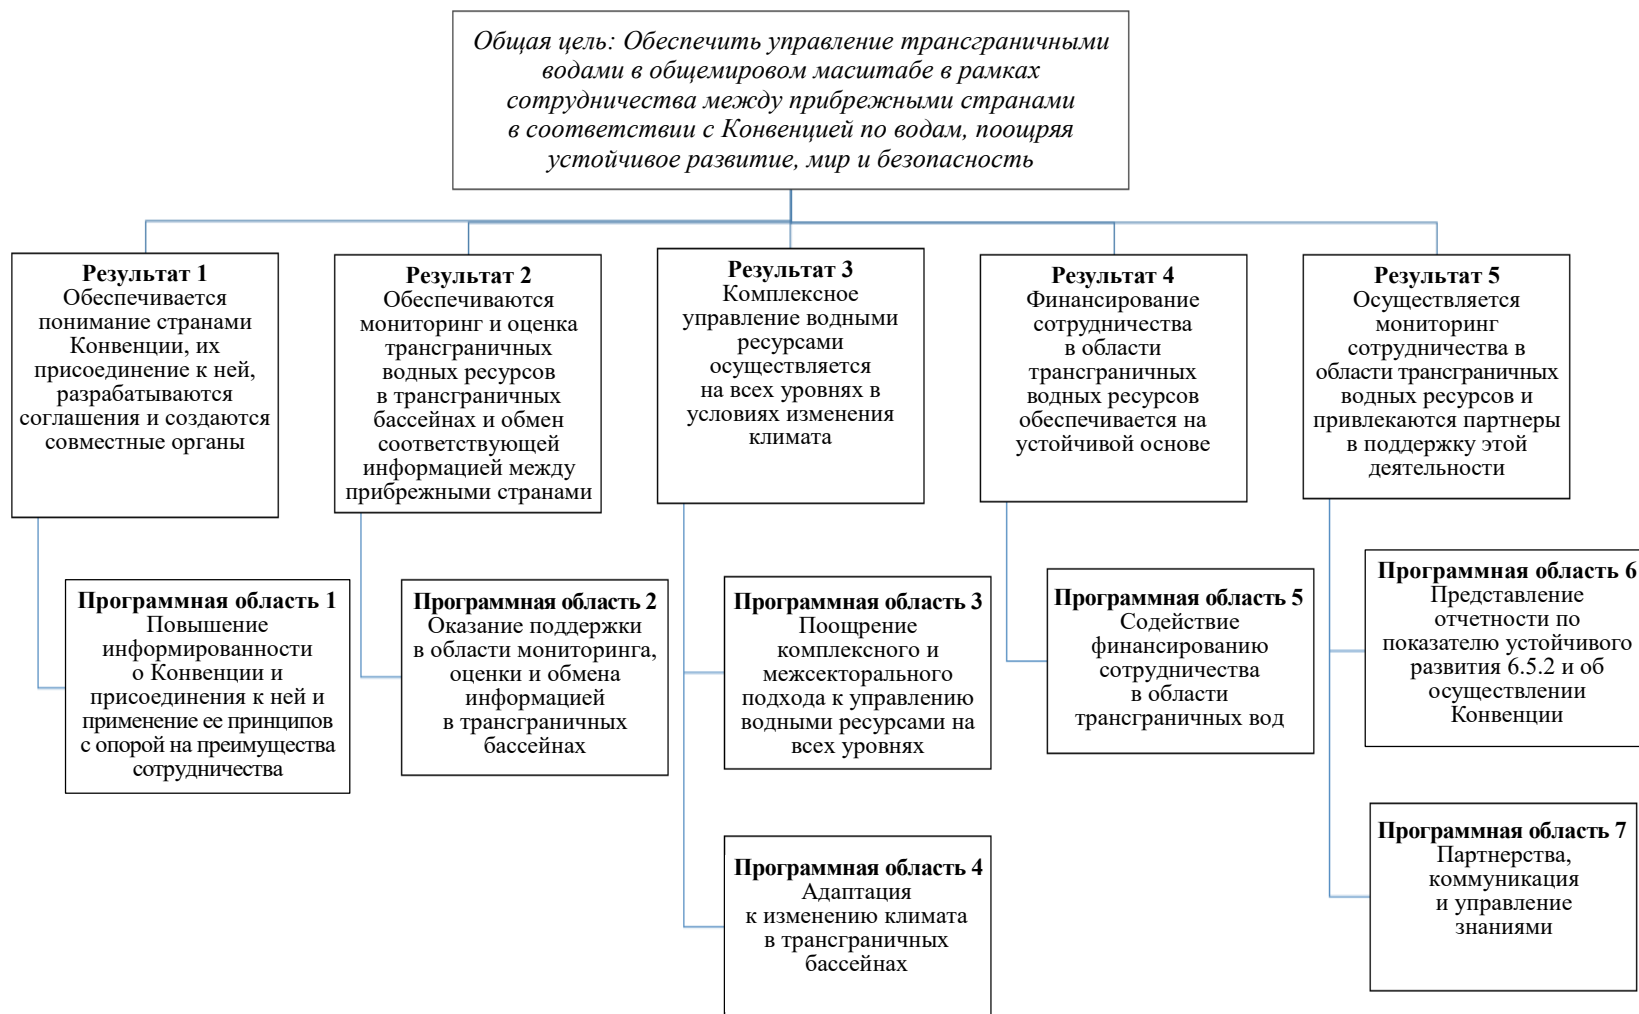 Общая цель: Обеспечить управление трансграничными
водами в общемировом масштабе в рамках
сотрудничества между прибрежными странами
в соответствии с Конвенцией по водам, поощряя
устойчивое развитие, мир и безопасность
Результат 1
Обеспечивается
понимание странами
Конвенции, их
присоединение к ней,
разрабатываются
соглашения и создаются
совместные органы
Результат 2
Обеспечиваются
мониторинг и оценка
трансграничных
водных ресурсов
в трансграничных
бассейнах и обмен
соответствующей
информацией между
прибрежными странами
Результат 3
Комплексное
управление водными
ресурсами
осуществляется
на всех уровнях в
условиях изменения
климата
Результат 4
Финансирование
сотрудничества
в области
трансграничных
водных ресурсов
обеспечивается на
устойчивой основе
Результат 5
Осуществляется
мониторинг
сотрудничества в
области трансграничных
водных ресурсов и
привлекаются партнеры
в поддержку этой
деятельности
Программная область 1
Повышение
информированности
о Конвенции и
присоединения к ней и
применение ее принципов
с опорой на преимущества
сотрудничества
Программная область 2
Оказание поддержки
в области мониторинга,
оценки и обмена
информацией
в трансграничных
бассейнах
Программная область 3
Поощрение
комплексного и
межсекторального
подхода к управлению
водными ресурсами на
всех уровнях
Программная область 4
Адаптация
к изменению климата
в трансграничных
бассейнах
Программная область 5
Содействие
финансированию
сотрудничества
в области
трансграничных вод
Программная область 6
Представление
отчетности по
показателю устойчивого
развития 6.5.2 и об
осуществлении
Конвенции
Программная область 7
Партнерства,
коммуникация
и управление
знаниями